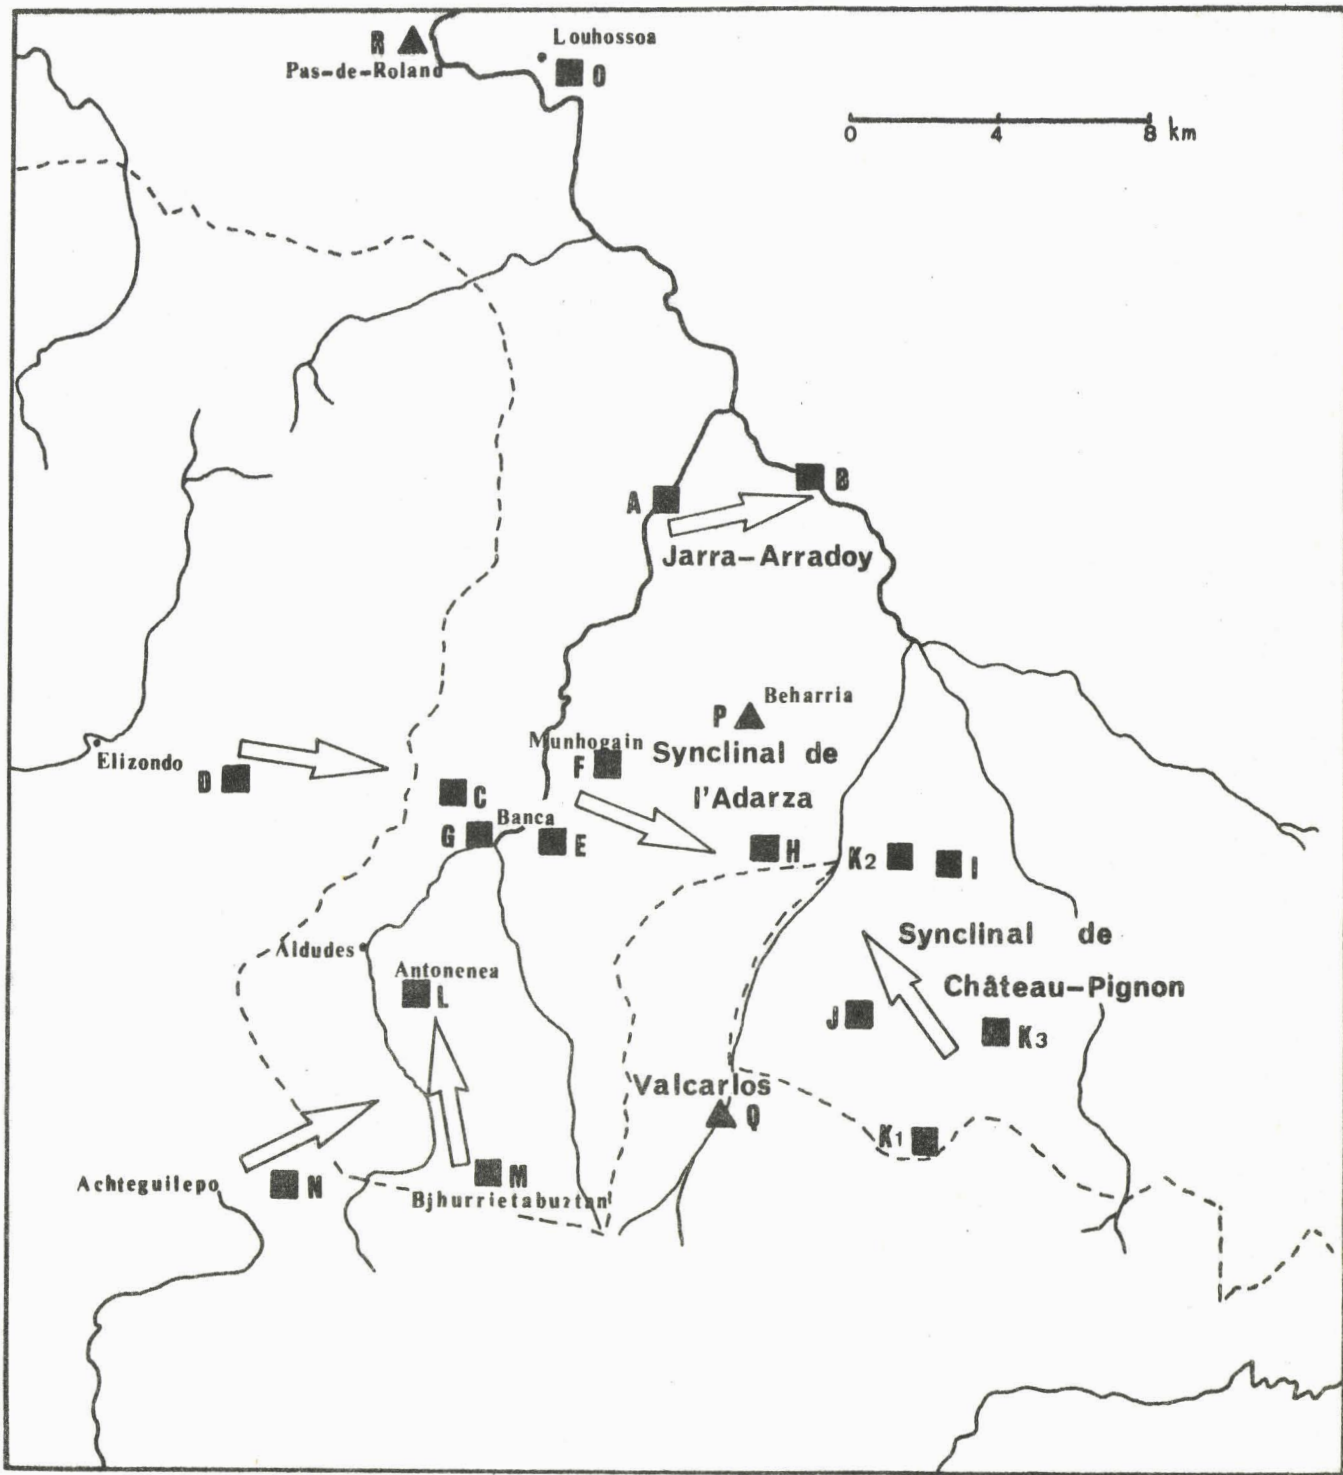 Louhossoa
R
Pas-de-Roland
O
0 4 8 km
B
A
Jarra-Arradoy
Beharria
P
Munhogain
Synclinal de
l'Adarza
F
Elizondo
D
C
Banca
G
E
H
K2
I
Synclinal de
Château-Pignon
Aldudes
Antonenea
L
J
K3
Valcarlos
Q
K1
Achteguilepo
N
M
Bjhurrietabuztan